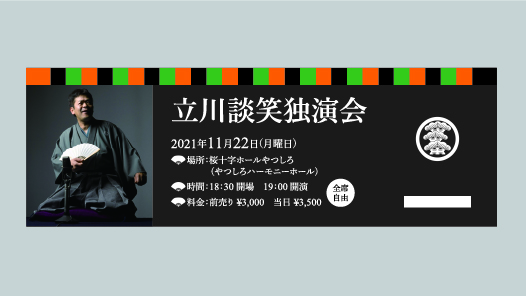 立川談笑独演会
2021年11月22日(月曜日)
場所:桜十字ホールやつしろ
(やつしろハーモニーホール)
時間:18:30 開場 19:00 開演
料金:前売り ¥3,000 当日 ¥3,500
全席
自由